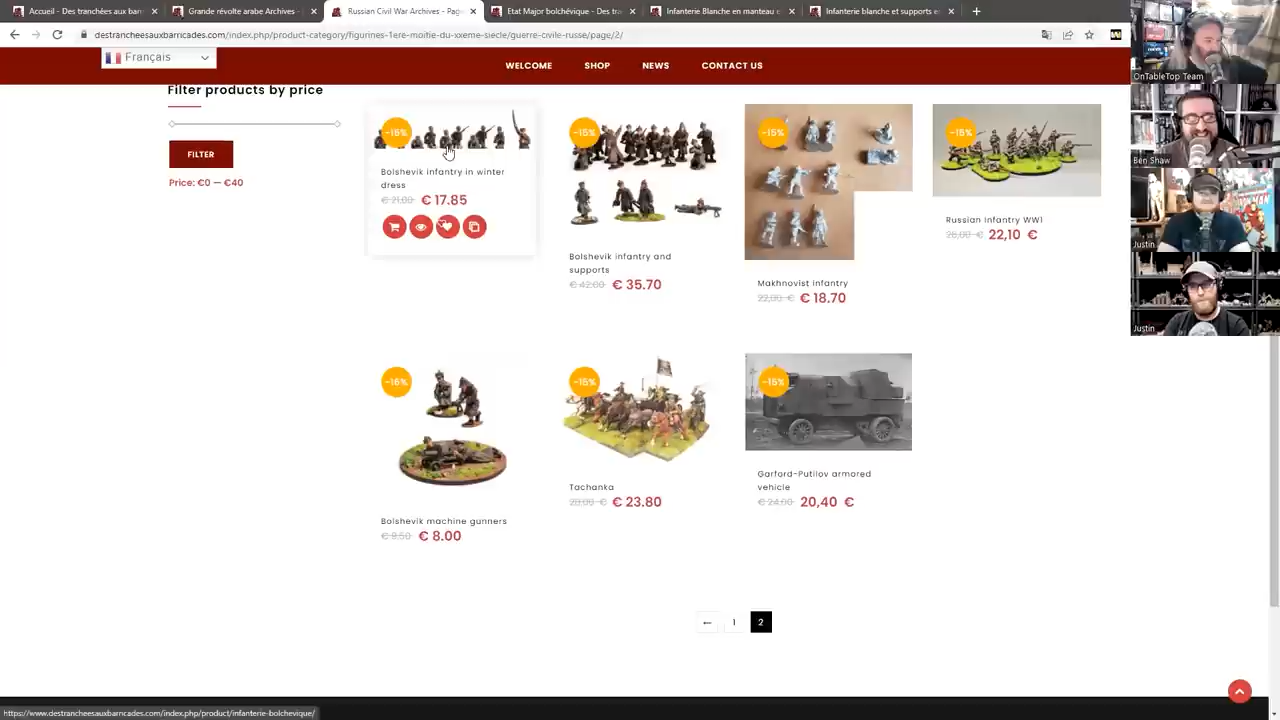 Accueil - Des tranchées aux bar
Grande révolte arabe Archives -
Russian Civil War Archives - Pag
Etat Major bolchévique - Des tra
Infanterie Blanche en manteau e
Infanterie blanche et supports e
destrancheesauxbarricades.com/index.php/product-category/figurines-1ere-moitie-du-xxeme-siecle/guerre-civile-russe/page/2/
Français
WELCOME
SHOP
NEWS
CONTACT US
OnTableTop Team
Ben Shaw
Justin
Justin
Filter products by price
FILTER
Price: €0 — €40
-15%
Bolshevik infantry in winter
dress
€ 21,00 € 17.85
-15%
Bolshevik infantry and
supports
€ 42,00 € 35.70
-15%
Makhnovist infantry
22,00 € € 18.70
-15%
Russian Infantry WW1
26,00 € 22,10 €
-16%
Bolshevik machine gunners
€ 9,50 € 8.00
-15%
Tachanka
28,00 € € 23.80
-15%
Garford-Putilov armored
vehicle
€ 24,00 20,40 €
← 1 2
https://www.destrancheesauxbarricades.com/index.php/product/infanterie-bolchevique/